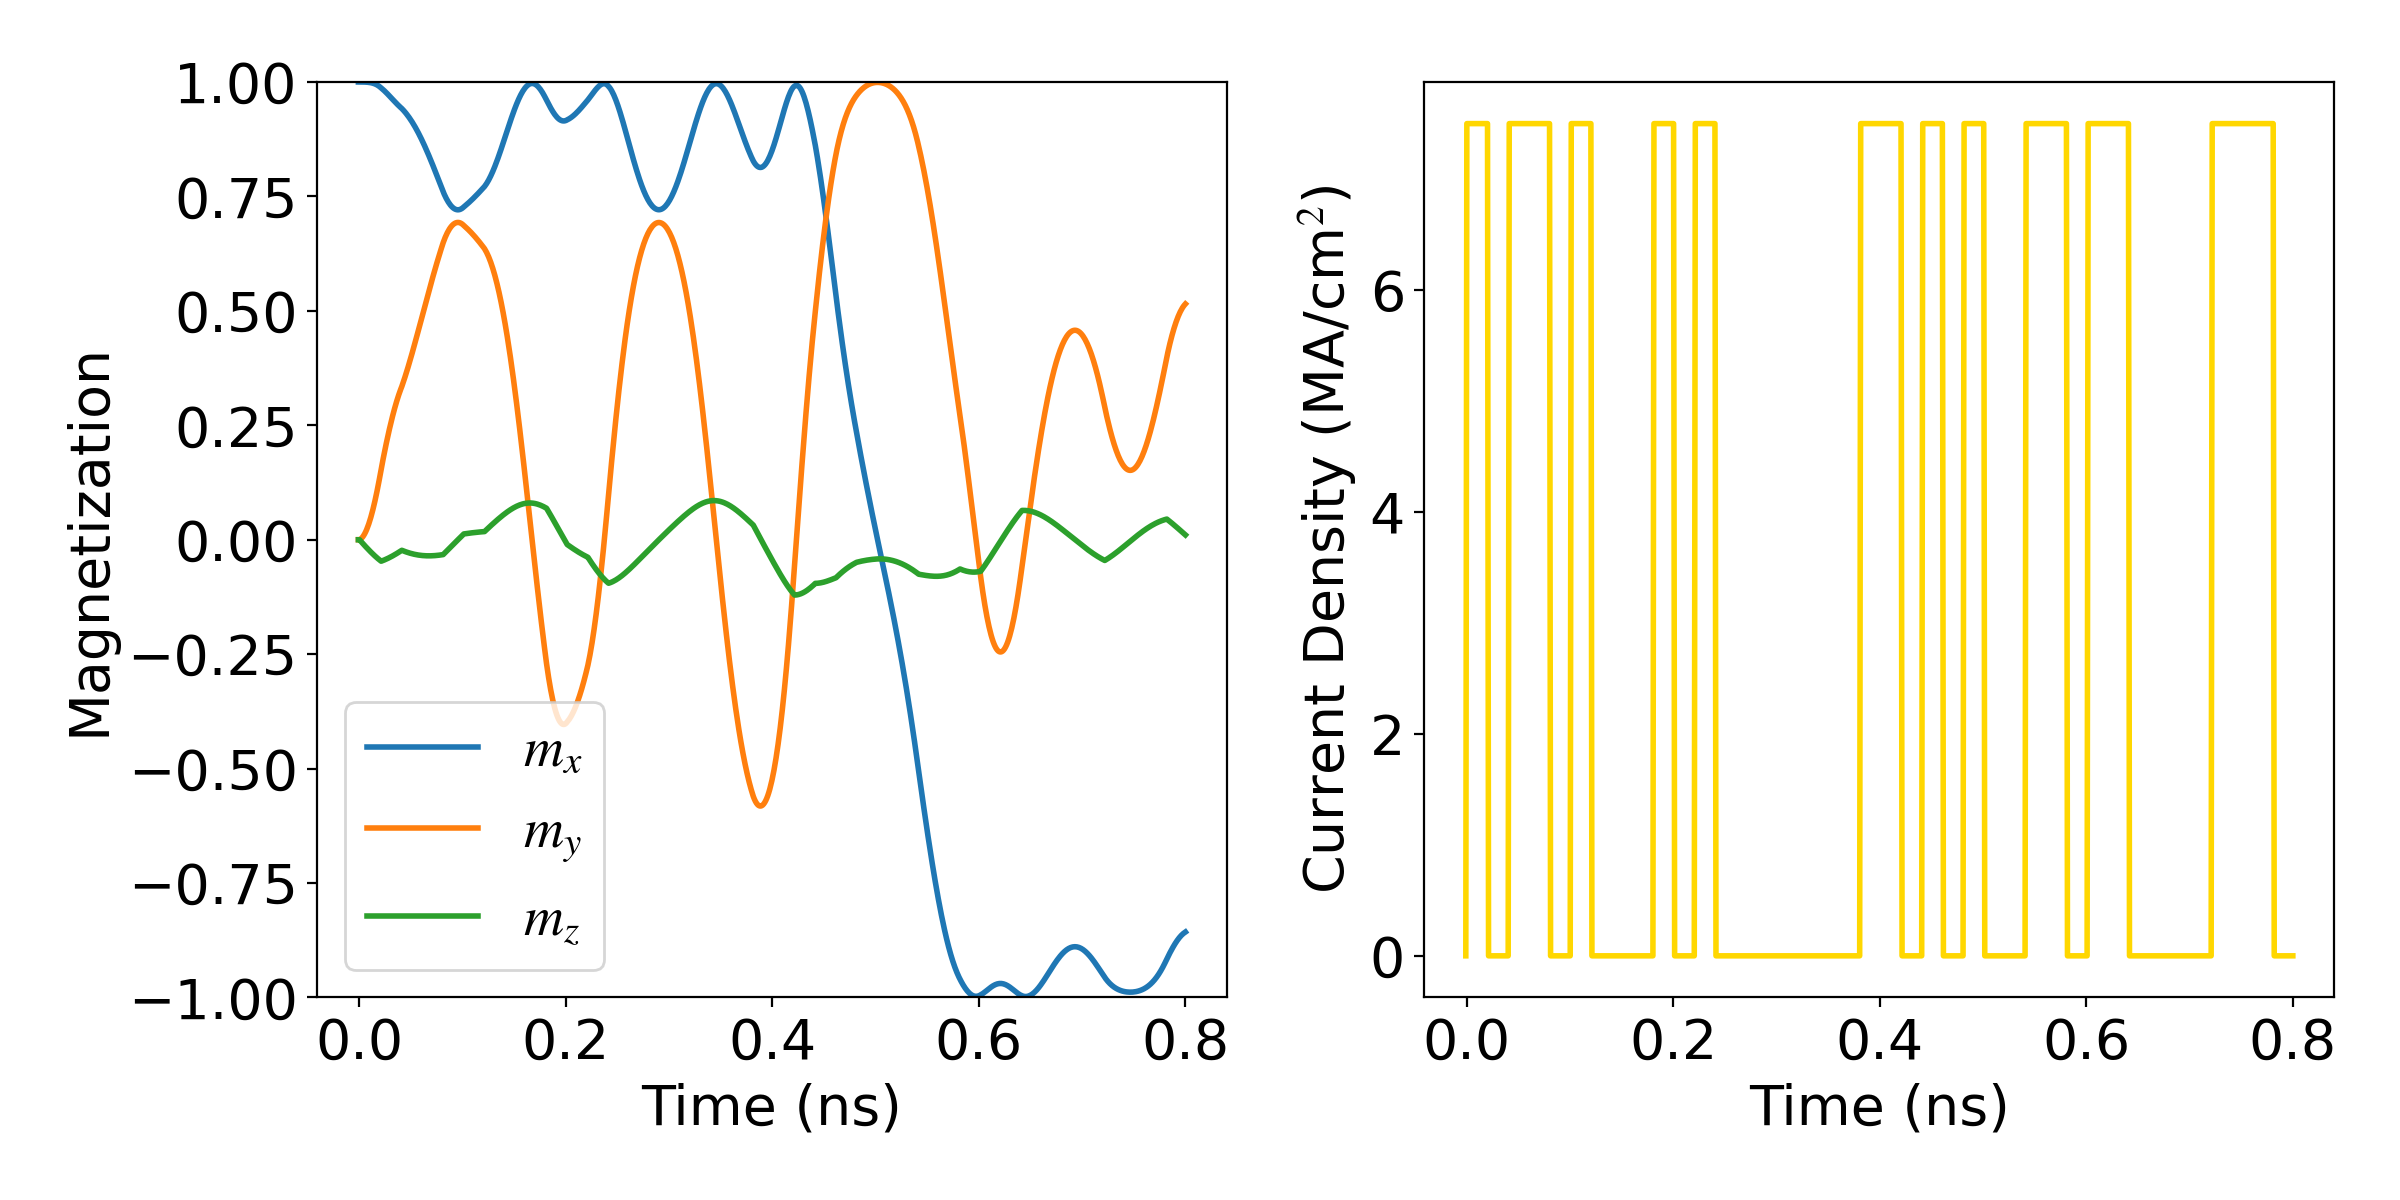 1.00
0.75
0.50
0.25
0.00
−0.25
−0.50
−0.75
−1.00
Magnetization
m_x
m_y
m_z
0.0 0.2 0.4 0.6 0.8
Time (ns)
6
4
2
0
Current Density (MA/cm²)
0.0 0.2 0.4 0.6 0.8
Time (ns)